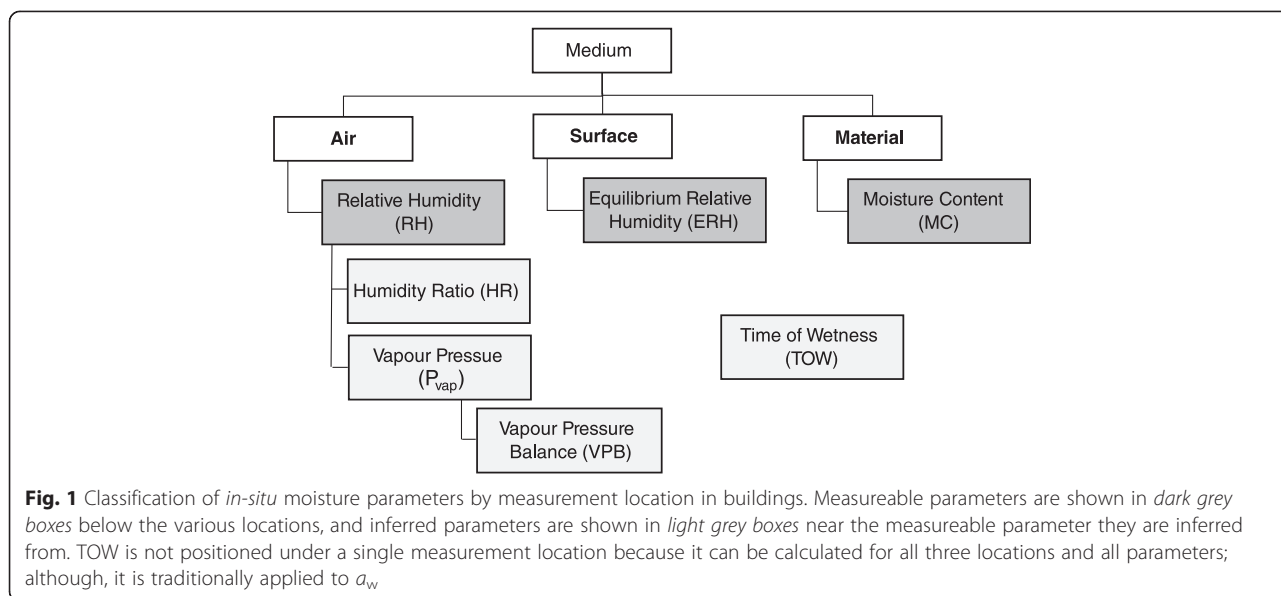 Medium
Air
Surface
Material
Relative Humidity
(RH)
Equilibrium Relative
Humidity (ERH)
Moisture Content
(MC)
Humidity Ratio (HR)
Time of Wetness
(TOW)
Vapour Pressue
(Pvap)
Vapour Pressure
Balance (VPB)
Fig. 1 Classification of in-situ moisture parameters by measurement location in buildings. Measureable parameters are shown in dark grey
boxes below the various locations, and inferred parameters are shown in light grey boxes near the measureable parameter they are inferred
from. TOW is not positioned under a single measurement location because it can be calculated for all three locations and all parameters;
although, it is traditionally applied to aw